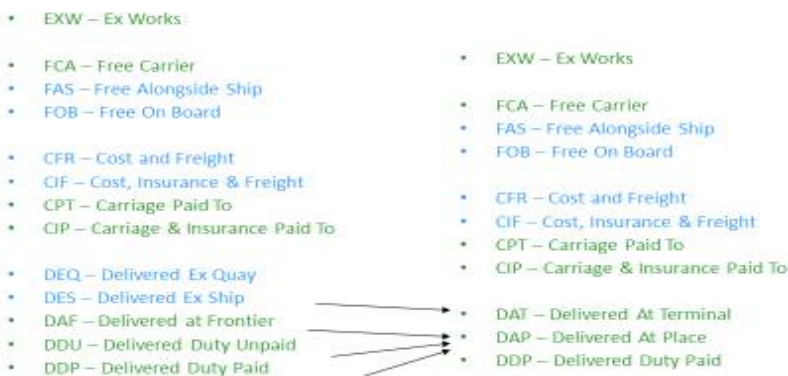 • EXW – Ex Works
• FCA – Free Carrier
• FAS – Free Alongside Ship
• FOB – Free On Board
• CFR – Cost and Freight
• CIF – Cost, Insurance & Freight
• CPT – Carriage Paid To
• CIP – Carriage & Insurance Paid To
• DEQ – Delivered Ex Quay
• DES – Delivered Ex Ship
• DAF – Delivered at Frontier
• DDU – Delivered Duty Unpaid
• DDP – Delivered Duty Paid
• EXW – Ex Works
• FCA – Free Carrier
• FAS – Free Alongside Ship
• FOB – Free On Board
• CFR – Cost and Freight
• CIF – Cost, Insurance & Freight
• CPT – Carriage Paid To
• CIP – Carriage & Insurance Paid To
• DAT – Delivered At Terminal
• DAP – Delivered At Place
• DDP – Delivered Duty Paid